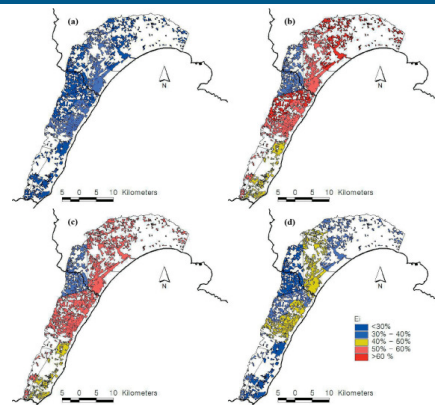 (a)
N
5 0 5 10 Kilometers
(b)
N
5 0 5 10 Kilometers
(c)
N
5 0 5 10 Kilometers
(d)
N
Ei
<30%
30% - 40%
40% - 50%
50% - 60%
>60 %
5 0 5 10 Kilometers